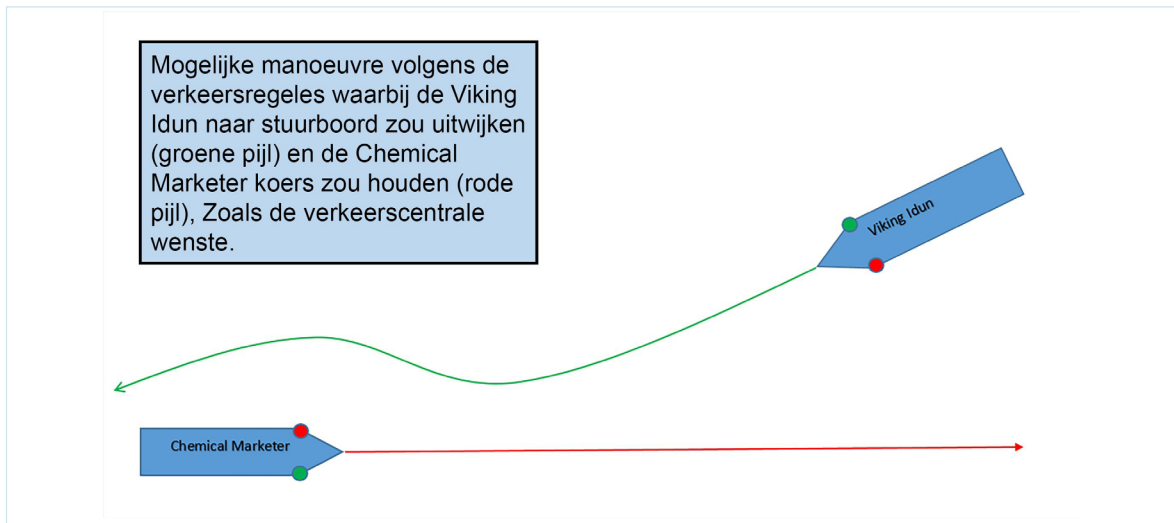 Mogelijke manoeuvre volgens de
verkeersregeles waarbij de Viking
Idun naar stuurboord zou uitwijken
(groene pijl) en de Chemical
Marketer koers zou houden (rode
pijl), Zoals de verkeerscentrale
wenste.
Viking Idun
Chemical Marketer